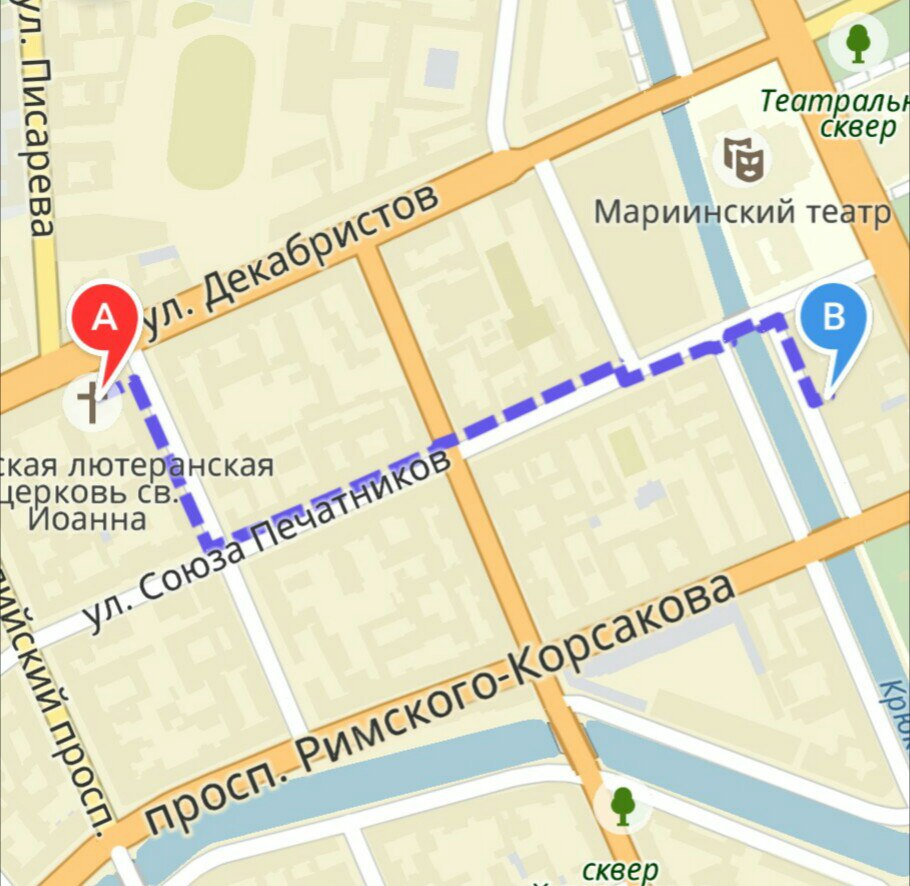 ул. Писарева
Театральн
сквер
Мариинский театр
ул. Декабристов
A
B
ская лютеранская
церковь св.
Иоанна
ул. Союза Печатников
лийский просп.
просп. Римского-Корсакова
Крюк
сквер